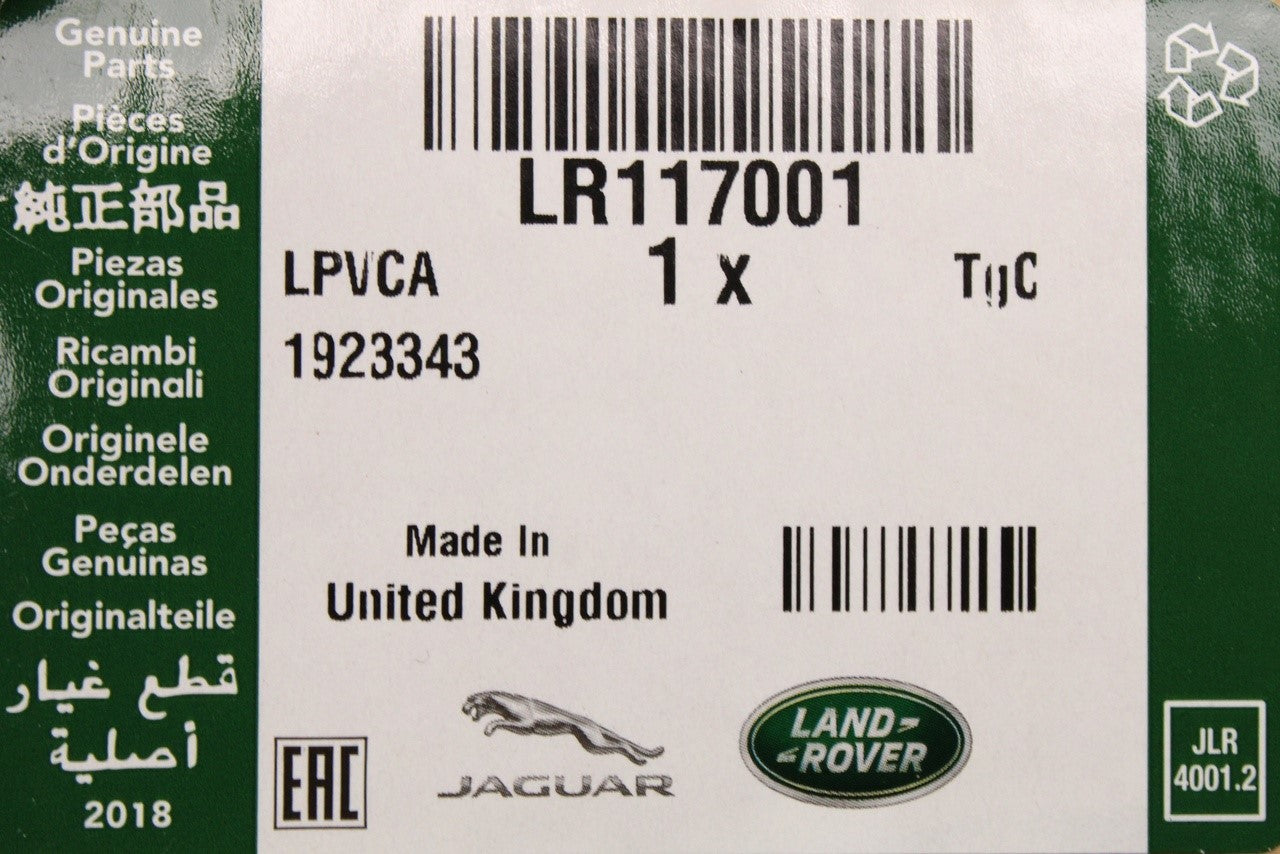 Genuine
Parts
Pièces
d'Origine
純正部品
Piezas
Originales
Ricambi
Originali
Originele
Onderdelen
Peças
Genuinas
Originalteile
قطع غيار
أصلية
2018
LR117001
LPVCA
1 x
TgC
1923343
Made In
United Kingdom
EAC
JAGUAR
LAND-
-ROVER
JLR
4001.2